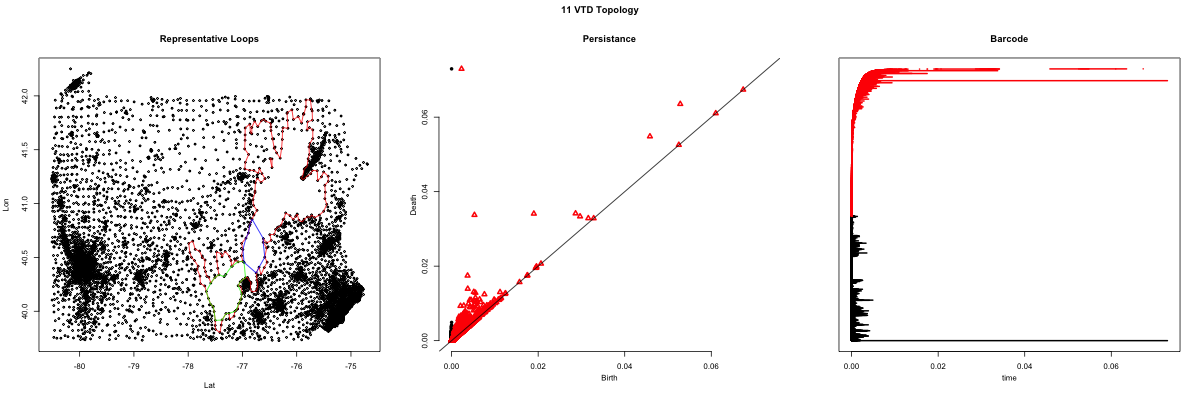 11 VTD Topology
Representative Loops
Persistance
Barcode
Lon
42.0
41.5
41.0
40.5
40.0
-80 -79 -78 -77 -76 -75
Lat
Death
0.06
0.04
0.02
0.00
0.00 0.02 0.04 0.06
Birth
0.00 0.02 0.04 0.06
time